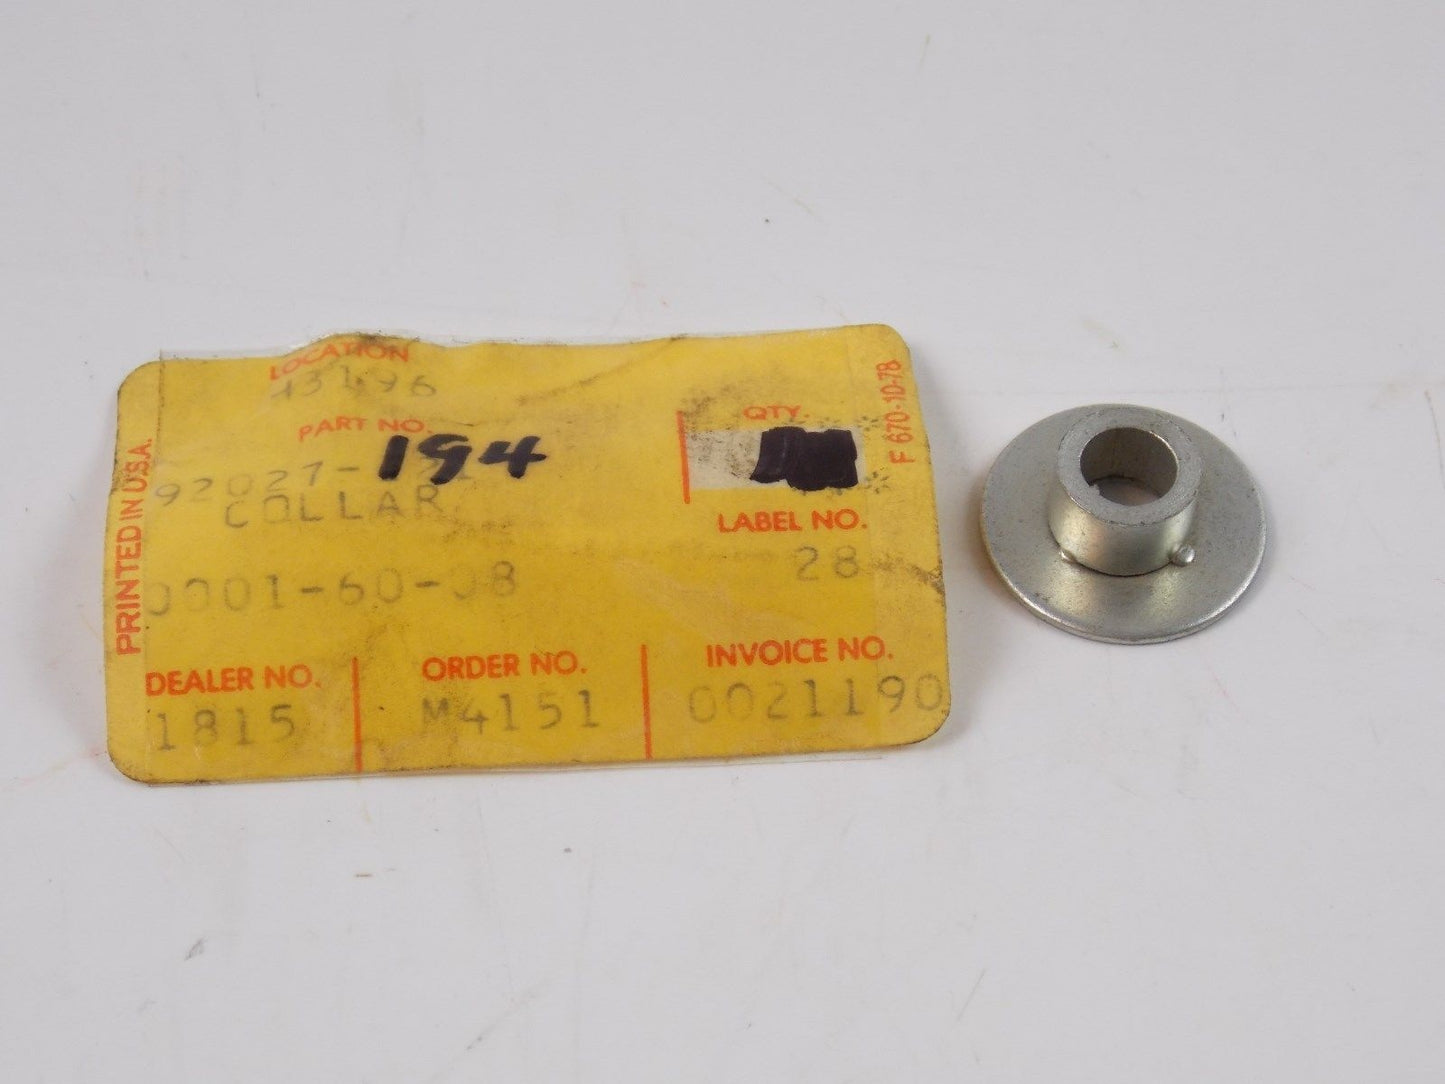 LOCATION
PART NO.
QTY.
92027-194
COLLAR
LABEL NO.
0001-60-08
28
DEALER NO.
ORDER NO.
INVOICE NO.
1815
M4151
0021190
PRINTED IN U.S.A.
F 670-10-78